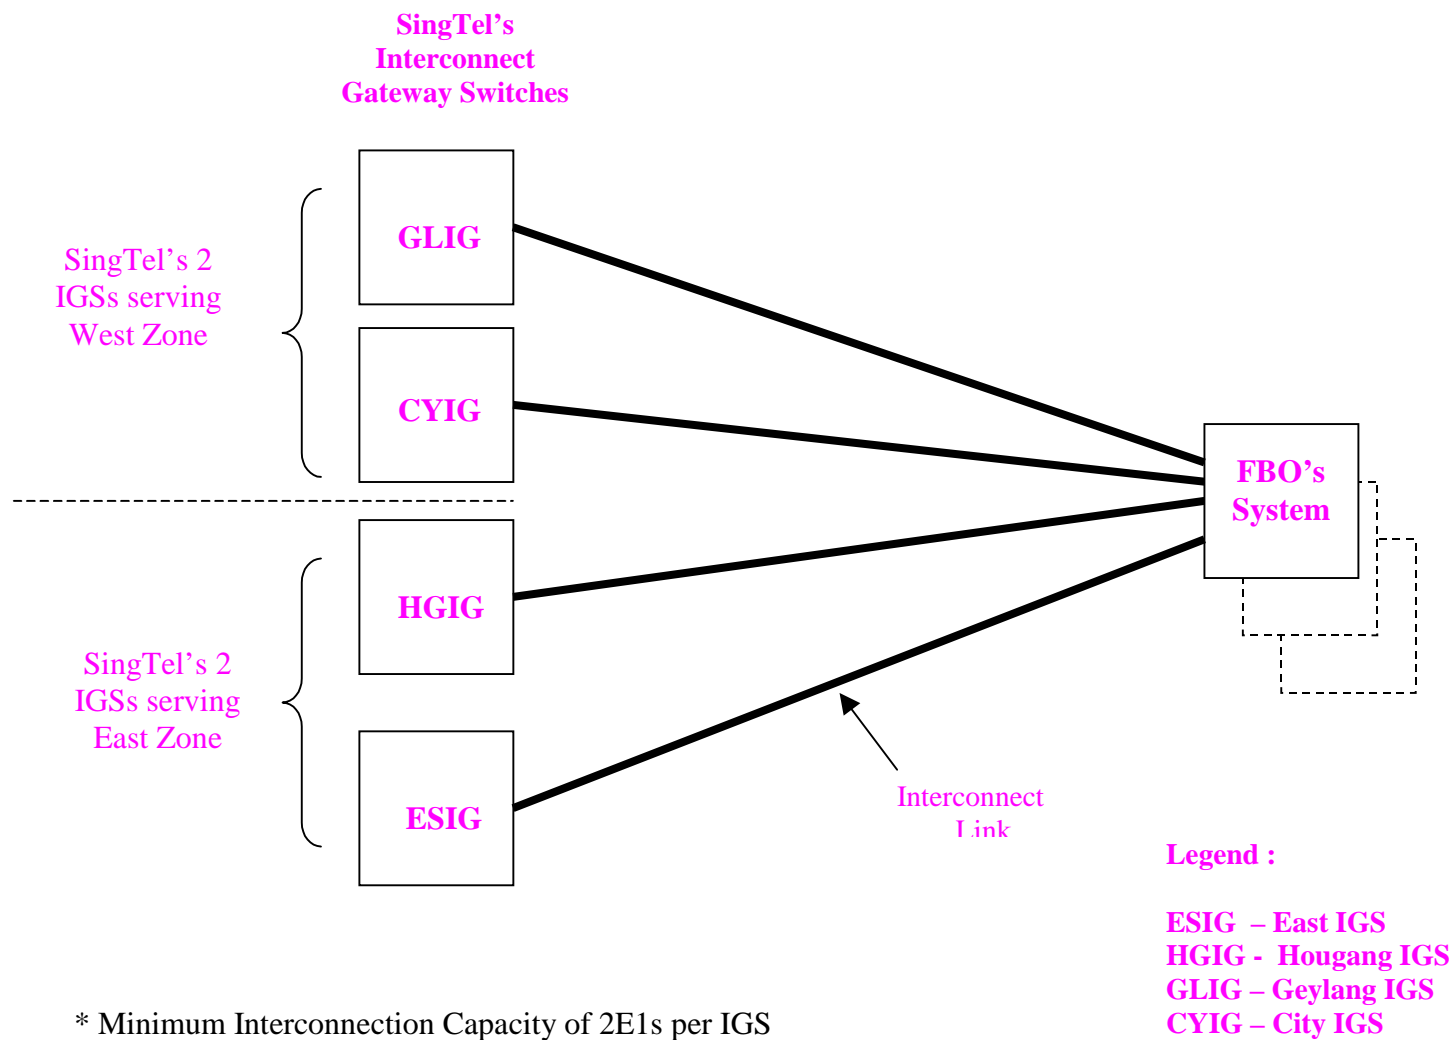 SingTel’s
Interconnect
Gateway Switches
GLIG
SingTel’s 2
IGSs serving
West Zone
CYIG
FBO’s
System
HGIG
SingTel’s 2
IGSs serving
East Zone
ESIG
Interconnect
Link
Legend :
ESIG – East IGS
HGIG - Hougang IGS
GLIG – Geylang IGS
CYIG – City IGS
* Minimum Interconnection Capacity of 2E1s per IGS